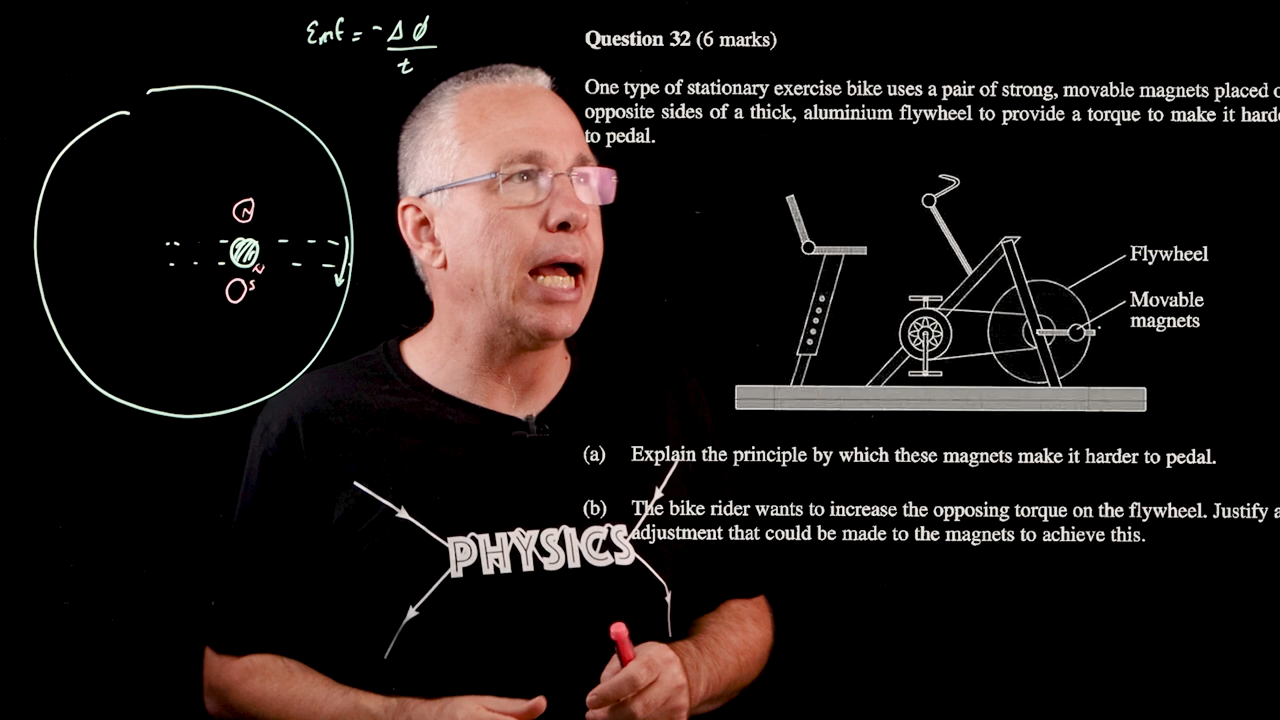 Emf = -Δϕ
t
N
N
S
Question 32 (6 marks)
One type of stationary exercise bike uses a pair of strong, movable magnets placed
opposite sides of a thick, aluminium flywheel to provide a torque to make it hard
to pedal.
Flywheel
Movable
magnets
(a) Explain the principle by which these magnets make it harder to pedal.
(b) The bike rider wants to increase the opposing torque on the flywheel. Justify a
adjustment that could be made to the magnets to achieve this.
PHYSICS